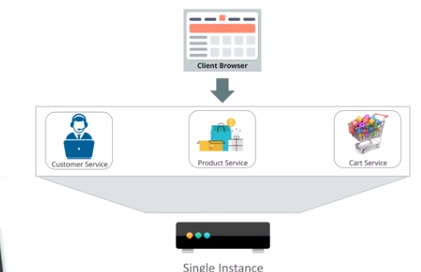 Client Browser
Customer Service
Product Service
Cart Service
Single Instance